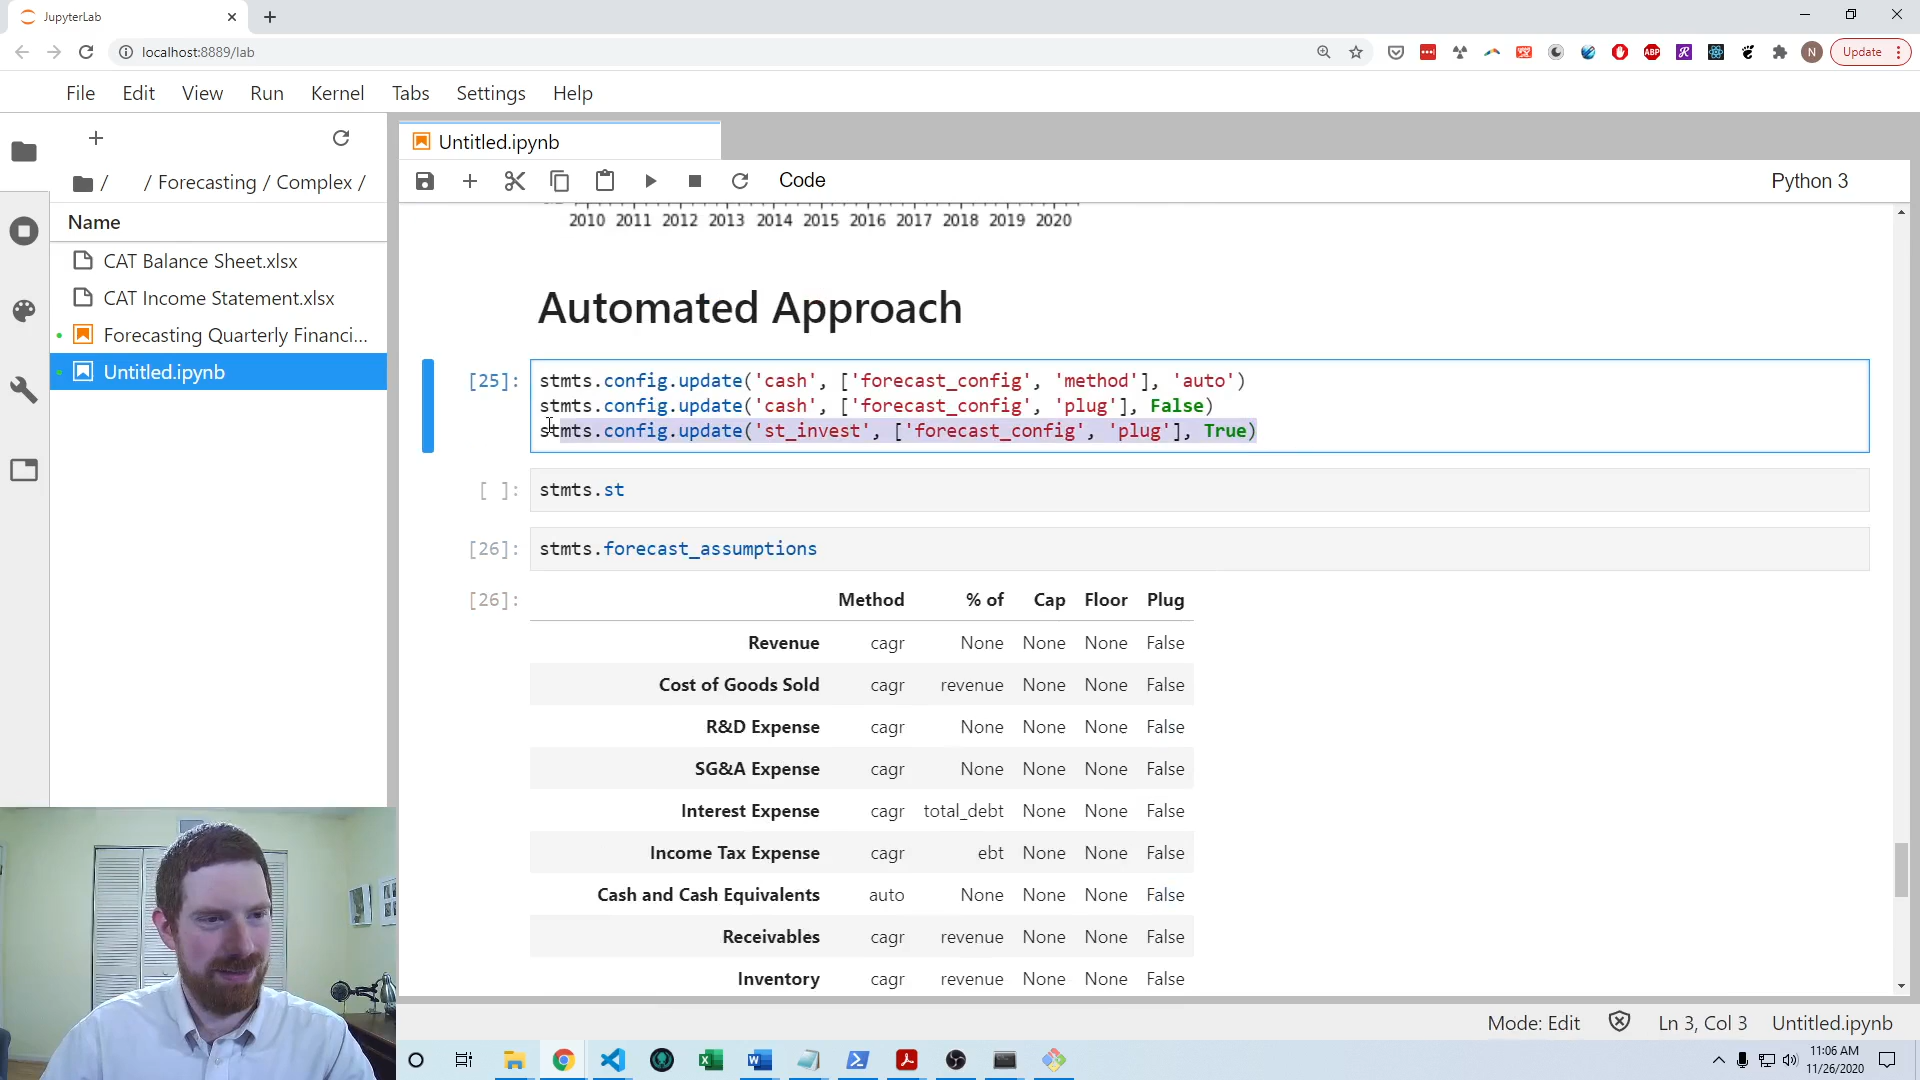 JupyterLab
localhost:8889/lab
ABP
N
Update
File Edit View Run Kernel Tabs Settings Help
Untitled.ipynb
/ / Forecasting / Complex /
Code
Python 3
Name
CAT Balance Sheet.xlsx
CAT Income Statement.xlsx
Forecasting Quarterly Financi...
Untitled.ipynb
2010 2011 2012 2013 2014 2015 2016 2017 2018 2019 2020
Automated Approach
[25]: stmts.config.update('cash', ['forecast_config', 'method'], 'auto')
stmts.config.update('cash', ['forecast_config', 'plug'], False)
stmts.config.update('st_invest', ['forecast_config', 'plug'], True)
[ ]: stmts.st
[26]: stmts.forecast_assumptions
[26]: Method % of Cap Floor Plug
Revenue cagr None None None False
Cost of Goods Sold cagr revenue None None False
R&D Expense cagr None None None False
SG&A Expense cagr None None None False
Interest Expense cagr total_debt None None False
Income Tax Expense cagr ebt None None False
Cash and Cash Equivalents auto None None None False
Receivables cagr revenue None None False
Inventory cagr revenue None None False
Mode: Edit Ln 3, Col 3 Untitled.ipynb
11:06 AM
11/26/2020